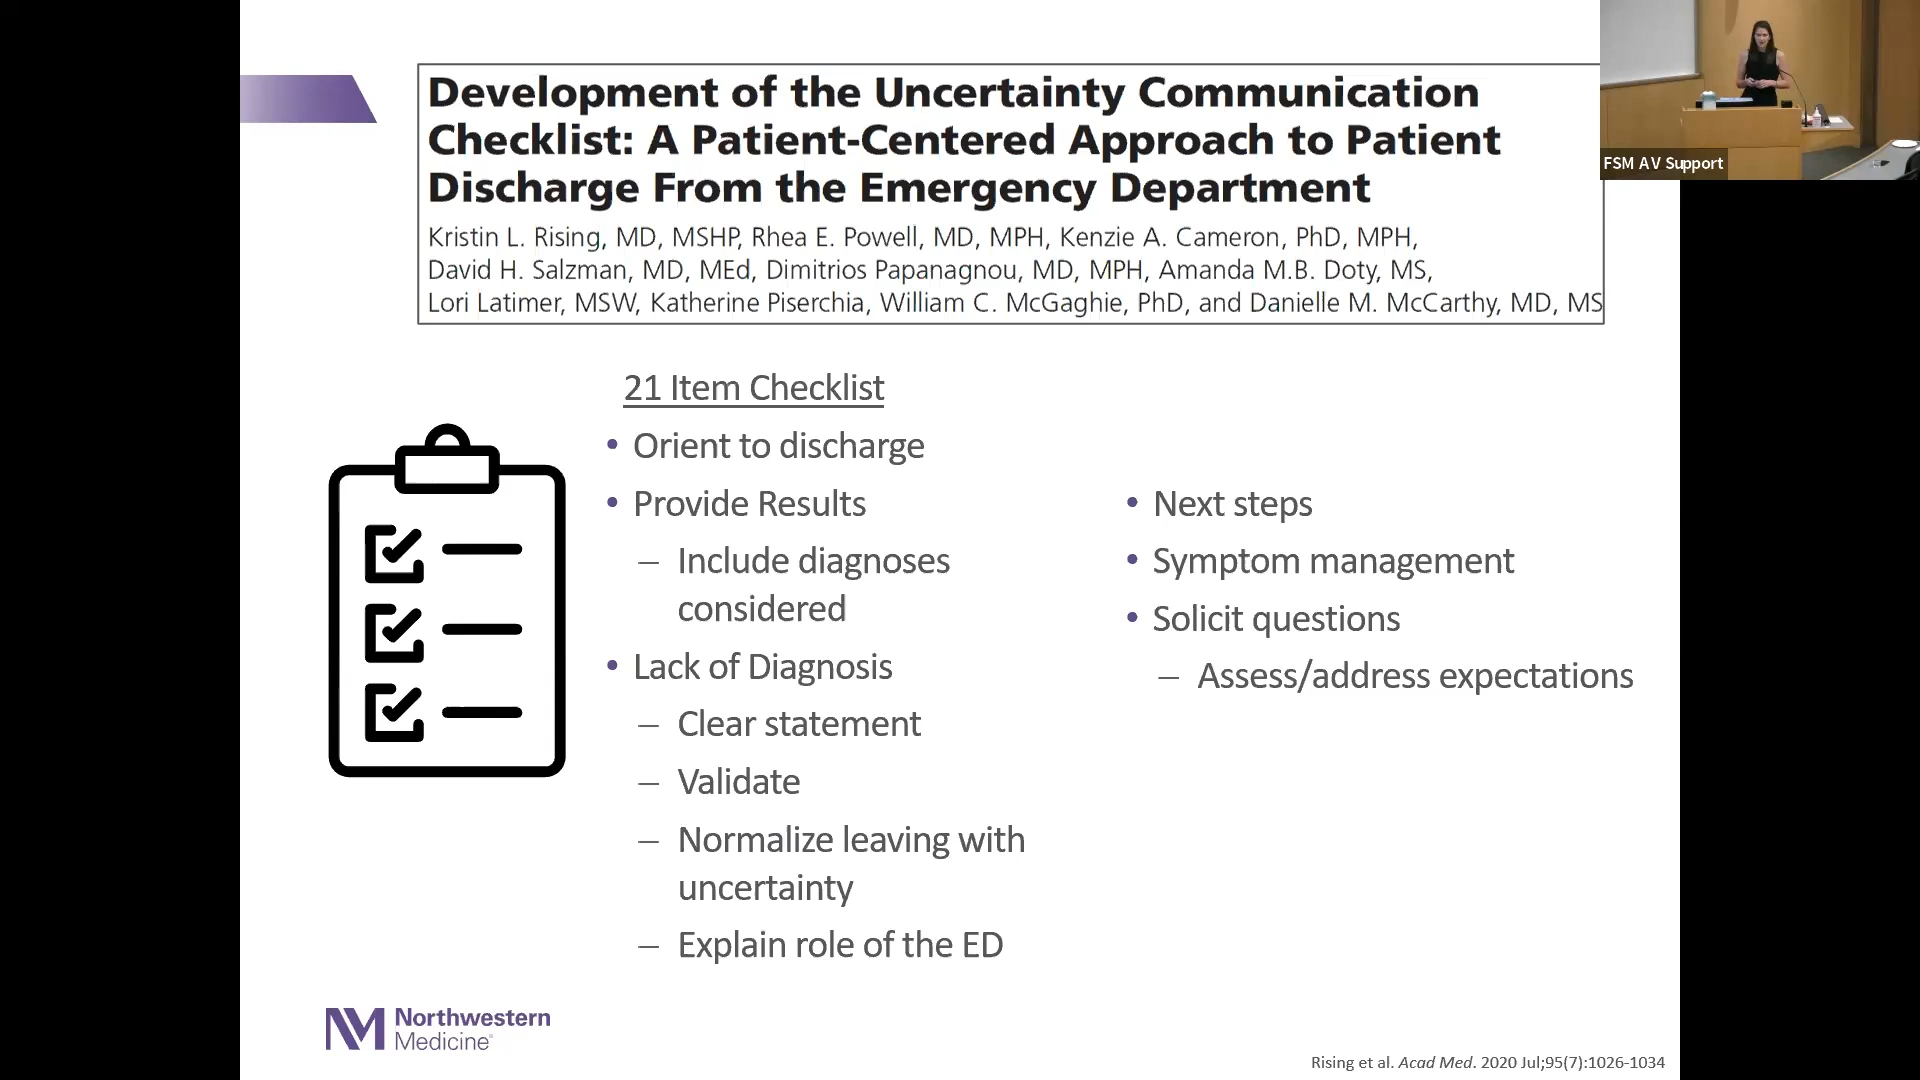 Development of the Uncertainty Communication
Checklist: A Patient-Centered Approach to Patient
Discharge From the Emergency Department
Kristin L. Rising, MD, MSHP, Rhea E. Powell, MD, MPH, Kenzie A. Cameron, PhD, MPH,
David H. Salzman, MD, MEd, Dimitrios Papanagnou, MD, MPH, Amanda M.B. Doty, MS,
Lori Latimer, MSW, Katherine Piserchia, William C. McGaghie, PhD, and Danielle M. McCarthy, MD, MS
FSM AV Support
21 Item Checklist
• Orient to discharge
• Provide Results
– Include diagnoses
considered
• Lack of Diagnosis
– Clear statement
– Validate
– Normalize leaving with
uncertainty
– Explain role of the ED
• Next steps
• Symptom management
• Solicit questions
– Assess/address expectations
NM Northwestern
Medicine®
Rising et al. Acad Med. 2020 Jul;95(7):1026-1034